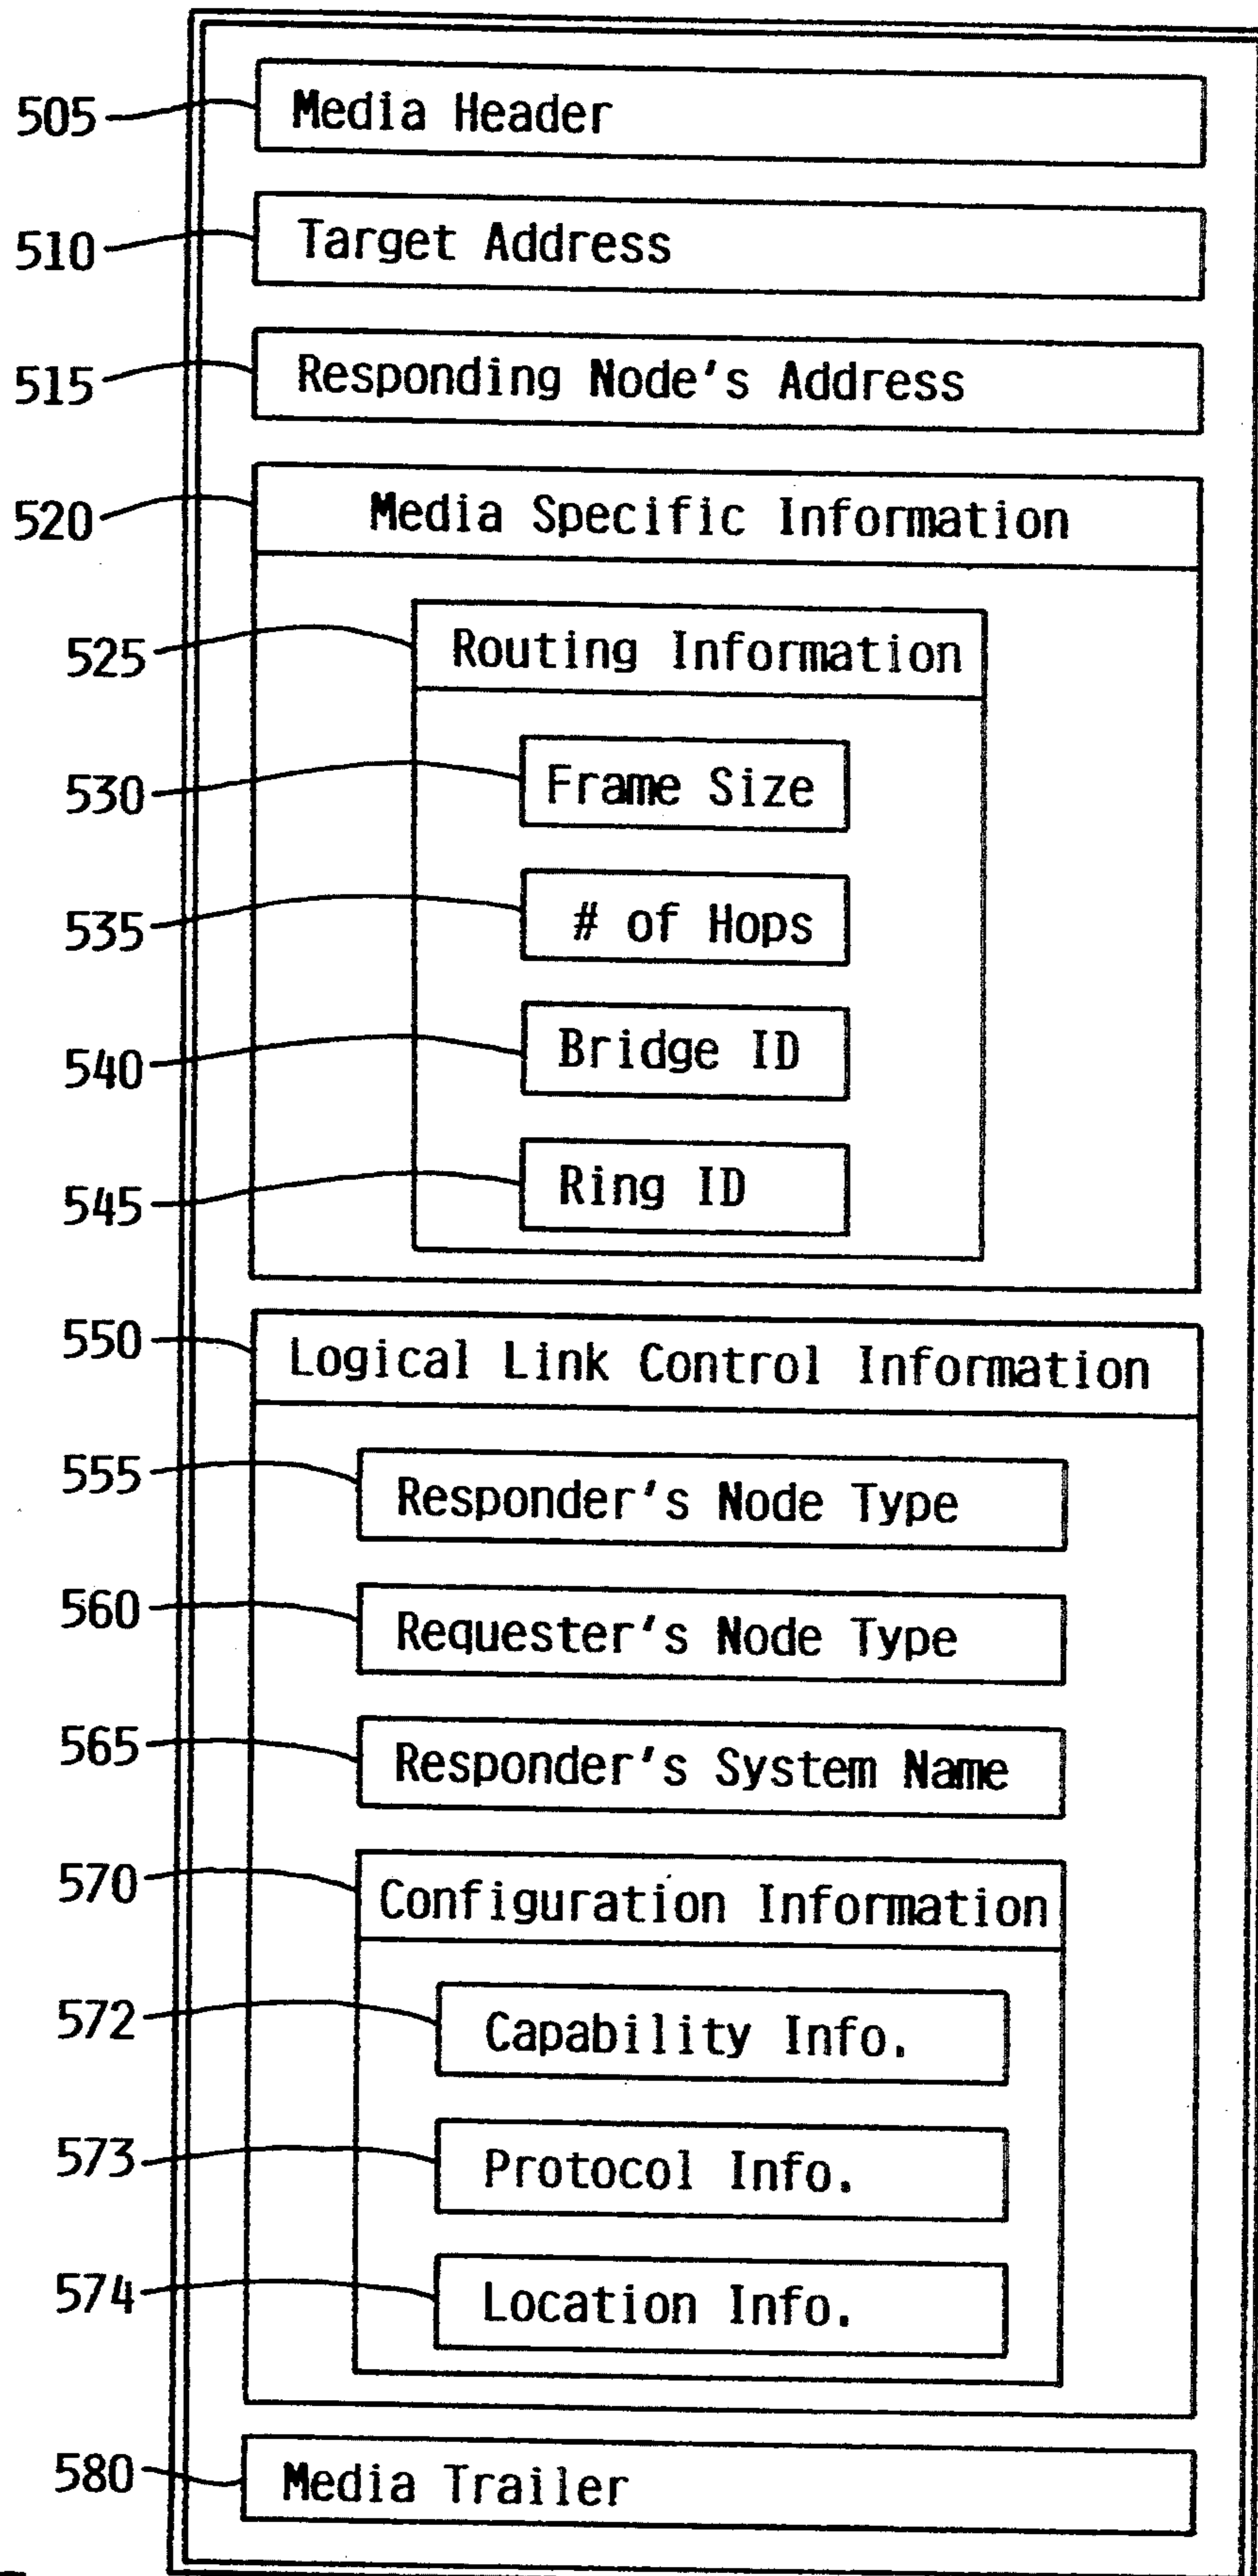 505 Media Header
510 Target Address
515 Responding Node's Address
520 Media Specific Information
525 Routing Information
530 Frame Size
535 # of Hops
540 Bridge ID
545 Ring ID
550 Logical Link Control Information
555 Responder's Node Type
560 Requester's Node Type
565 Responder's System Name
570 Configuration Information
572 Capability Info.
573 Protocol Info.
574 Location Info.
580 Media Trailer